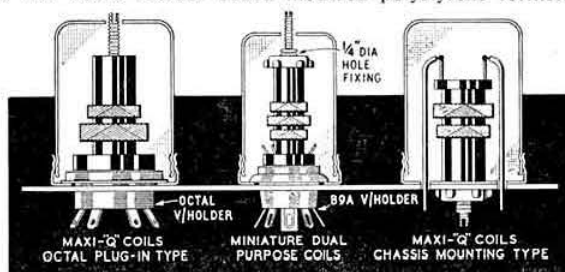 ¼" DIA
HOLE
FIXING
OCTAL
V/HOLDER
B9A V/HOLDER
MAXI-"Q" COILS
OCTAL PLUG-IN TYPE
MINIATURE DUAL
PURPOSE COILS
MAXI-"Q" COILS
CHASSIS MOUNTING TYPE